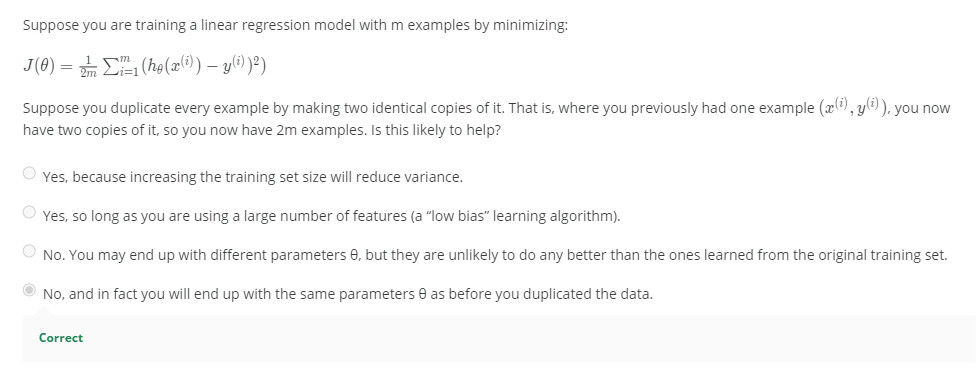 Suppose you are training a linear regression model with m examples by minimizing:
J(θ) = 1/2m ∑ᵢ₌₁ᵐ (hθ(x⁽ⁱ⁾) – y⁽ⁱ⁾)²)
Suppose you duplicate every example by making two identical copies of it. That is, where you previously had one example (x⁽ⁱ⁾, y⁽ⁱ⁾), you now
have two copies of it, so you now have 2m examples. Is this likely to help?
Yes, because increasing the training set size will reduce variance.
Yes, so long as you are using a large number of features (a “low bias” learning algorithm).
No. You may end up with different parameters θ, but they are unlikely to do any better than the ones learned from the original training set.
No, and in fact you will end up with the same parameters θ as before you duplicated the data.
Correct